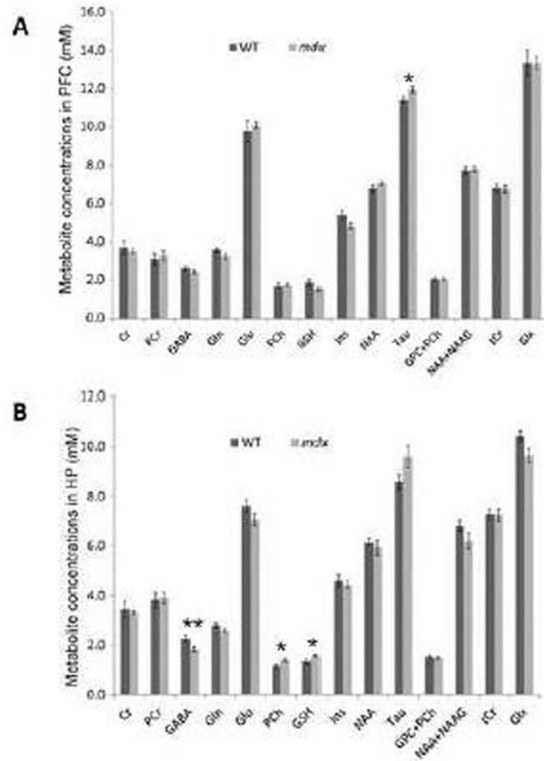 A
Metabolite concentrations in PFC (mM)
16.0
14.0
12.0
10.0
8.0
6.0
4.0
2.0
0.0
WT mdx
*
Cr PCr GABA Gln Glu PCh GSH Ins NAA Tau GPC+PCh NAA+NAAG tCr Glx
B
Metabolite concentrations in HP (mM)
12.0
10.0
8.0
6.0
4.0
2.0
0.0
WT mdx
** * *
Cr PCr GABA Gln Glu PCh GSH Ins NAA Tau GPC+PCh NAA+NAAG tCr Glx